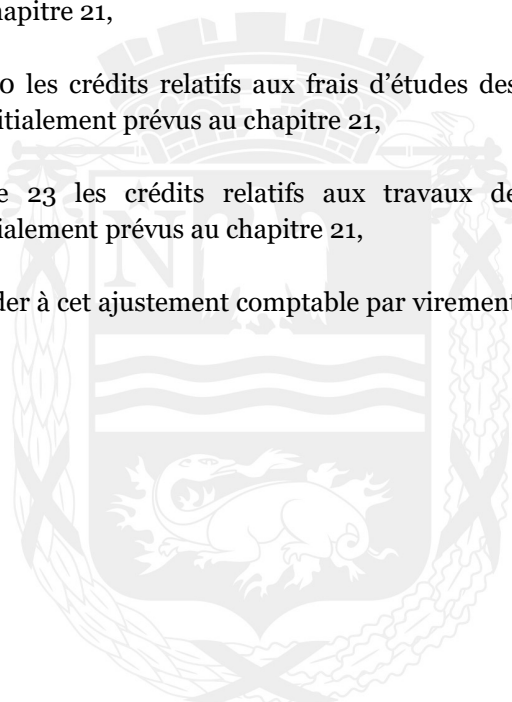 hapitre 21,
0 les crédits relatifs aux frais d’études des
itialement prévus au chapitre 21,
e 23 les crédits relatifs aux travaux de
ialement prévus au chapitre 21,
der à cet ajustement comptable par virement
N